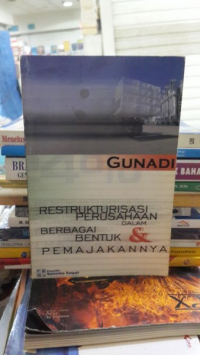 GUNADI
RESTRUKTURISASI
PERUSAHAAN
DALAM
BERBAGAI
BENTUK &
PEMAJAKANNYA